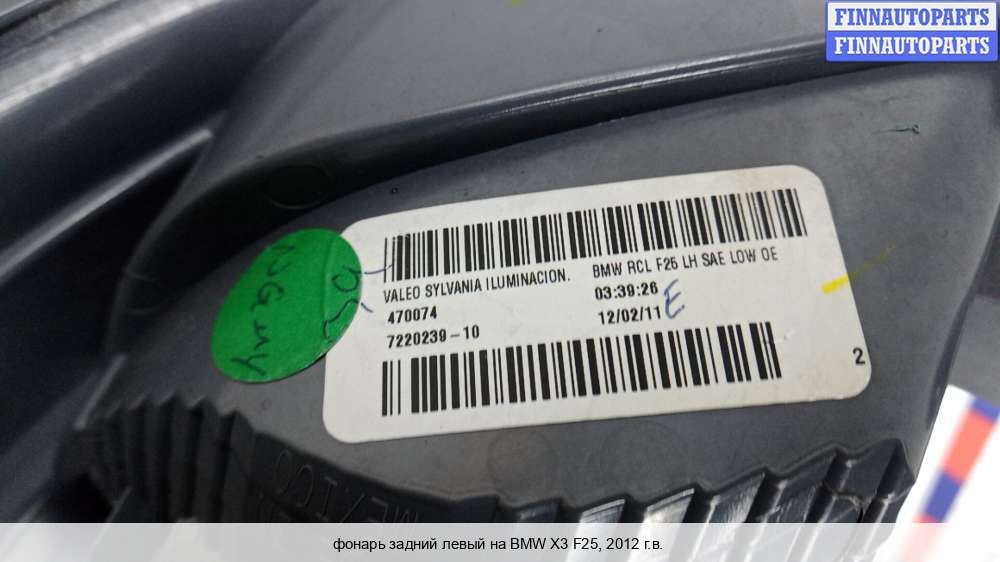 FINNAUTOPARTS
FINNAUTOPARTS
VALEO SYLVANIA ILUMINACION. BMW RCL F25 LH SAE LOW OE
470074 03:39:26
7220239-10 12/02/11 E
2
MEXICO
фонарь задний левый на BMW X3 F25, 2012 г.в.